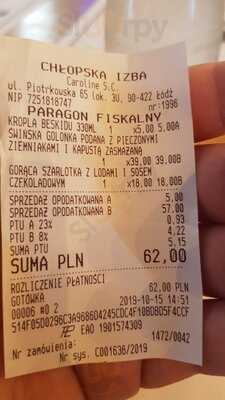 CHŁOPSKA IZBA
Caroline S.C.
ul. Piotrkowska 65 lok. 3U, 90-422 Łódź
NIP 7251818747
nr:1996
PARAGON FISKALNY
KROPLA BESKIDU 330ML 1 x5,00 5,00A
ŚWIŃSKA GOLONKA PODANA Z PIECZONYMI
ZIEMNIAKAMI I KAPUSTĄ ZASMAŻANĄ
1 x39,00 39,00B
GORĄCA SZARLOTKA Z LODAMI I SOSEM
CZEKOLADOWYM 1 x18,00 18,00B
SPRZEDAŻ OPODATKOWANA A 5,00
SPRZEDAŻ OPODATKOWANA B 57,00
PTU A 23% 0,93
PTU B 8% 4,22
SUMA PTU 5,15
SUMA PLN 62,00
ROZLICZENIE PŁATNOŚCI
GOTÓWKA 62,00 PLN
00006 #0 2 2019-10-15 14:51
EAO 1901574309
Nr zamówienia: 1472/0042
Nr sys. C001636/2019